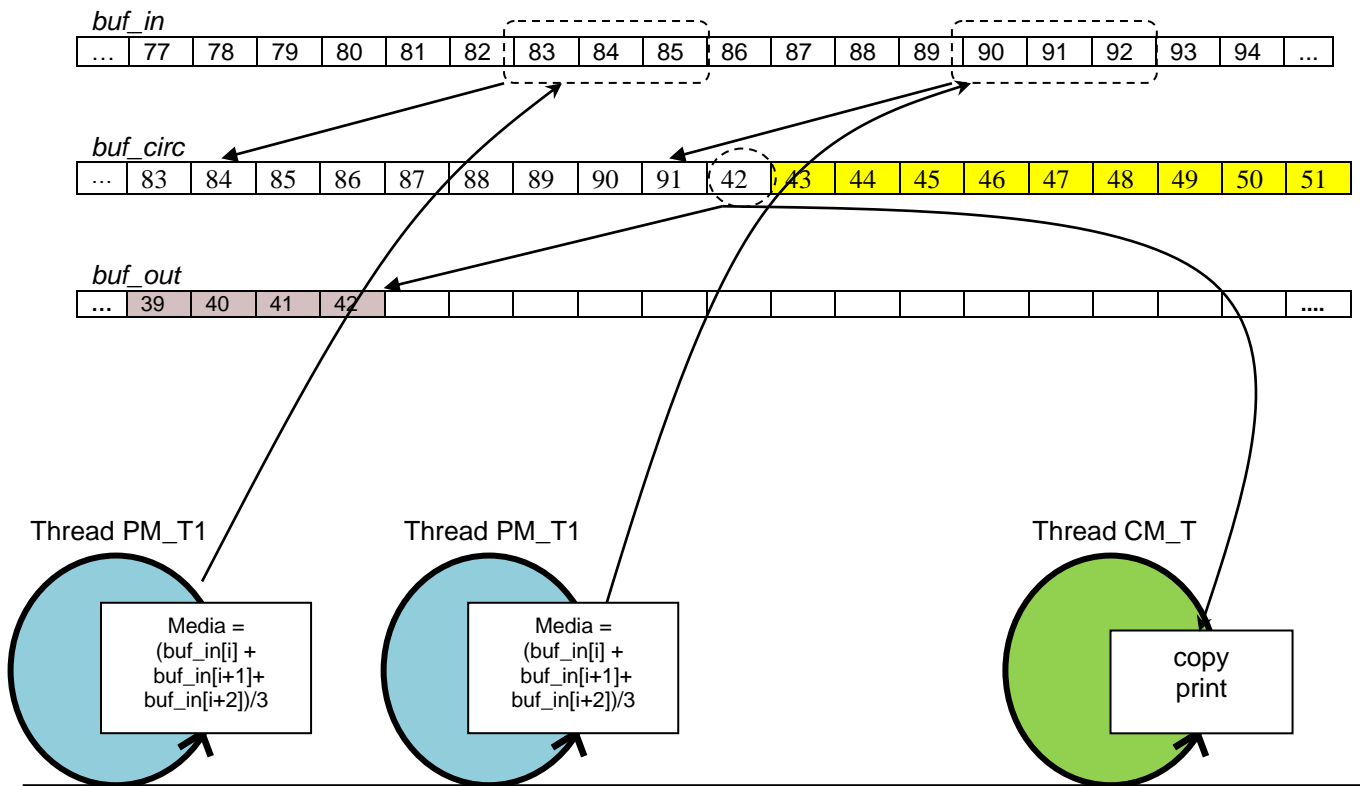 buf_in
... 77 78 79 80 81 82 83 84 85 86 87 88 89 90 91 92 93 94 ...
buf_circ
... 83 84 85 86 87 88 89 90 91 42 43 44 45 46 47 48 49 50 51
buf_out
... 39 40 41 42 ....
Thread PM_T1
Thread PM_T1
Thread CM_T
Media =
(buf_in[i] +
buf_in[i+1]+
buf_in[i+2])/3
Media =
(buf_in[i] +
buf_in[i+1]+
buf_in[i+2])/3
copy
print